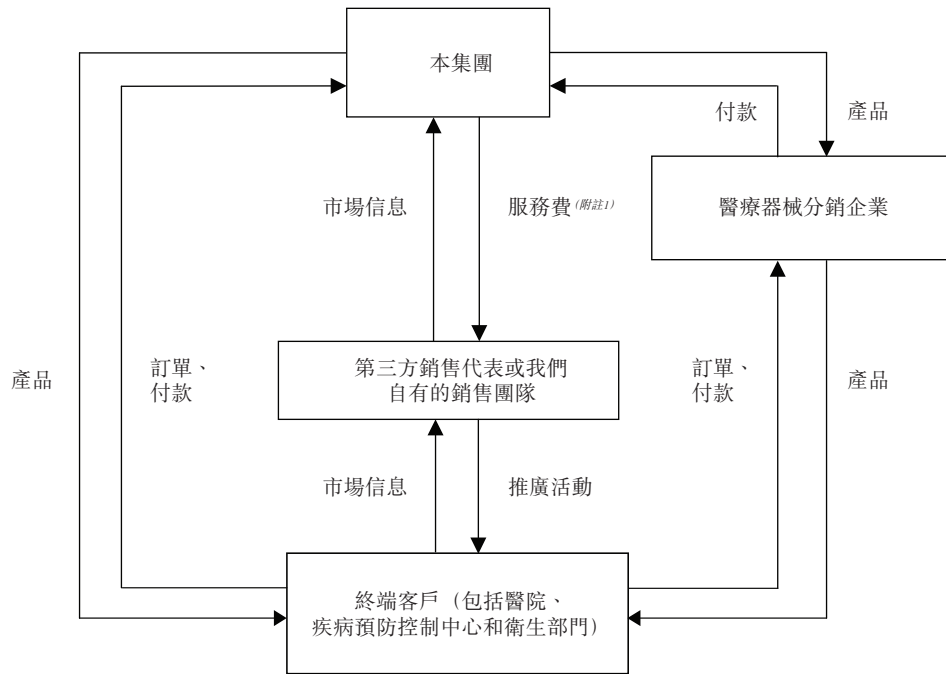 本集團
付款
產品
醫療器械分銷企業
市場信息
服務費(附註1)
產品
訂單、
付款
第三方銷售代表或我們
自有的銷售團隊
訂單、
付款
產品
市場信息
推廣活動
終端客戶（包括醫院、
疾病預防控制中心和衛生部門）